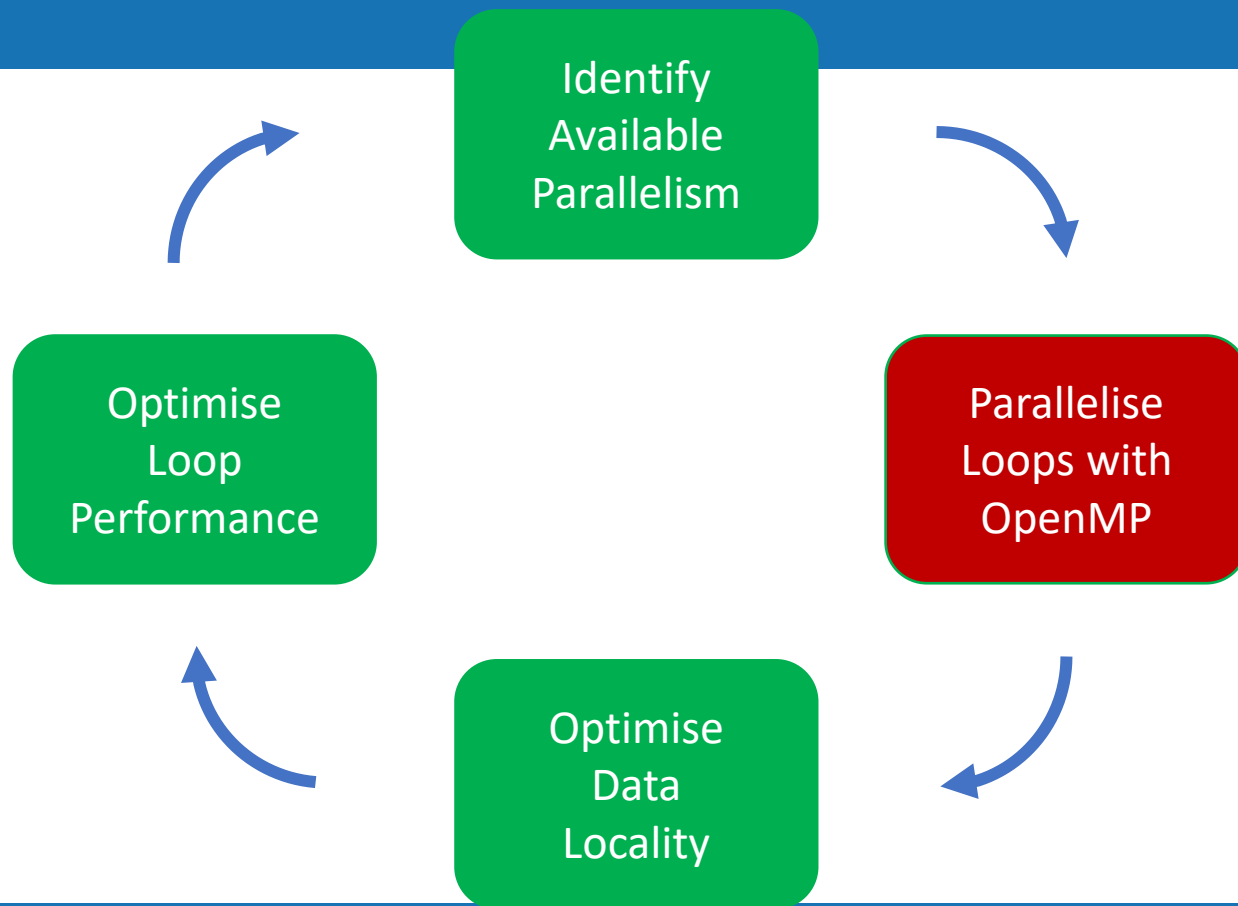 Identify
Available
Parallelism
Optimise
Loop
Performance
Parallelise
Loops with
OpenMP
Optimise
Data
Locality